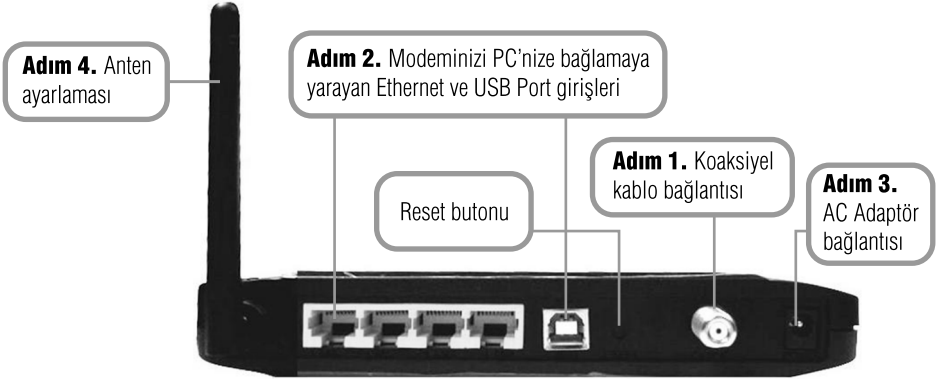 Adım 4. Anten
ayarlaması
Adım 2. Modeminizi PC'nize bağlamaya
yarayan Ethernet ve USB Port girişleri
Adım 1. Koaksiyel
kablo bağlantısı
Adım 3.
AC Adaptör
bağlantısı
Reset butonu